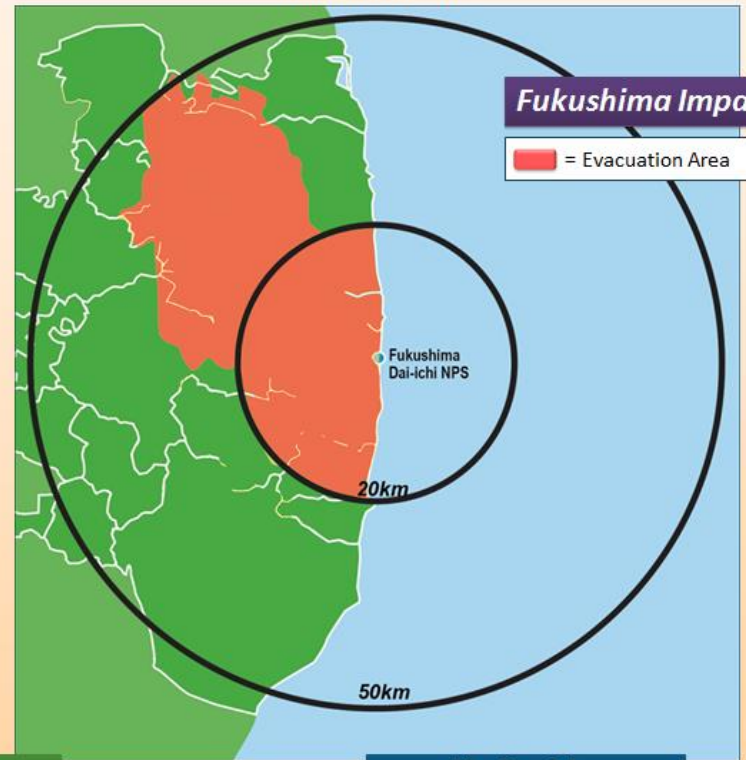 Fukushima Impa
= Evacuation Area
Fukushima
Dai-ichi NPS
20km
50km